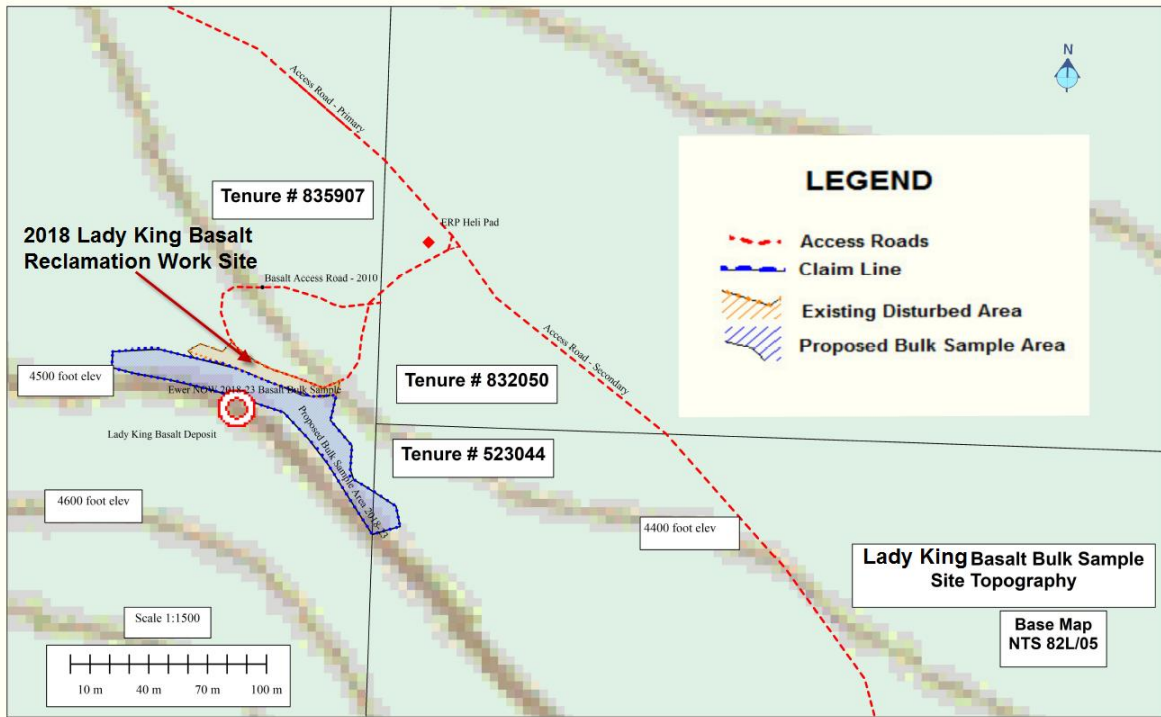 N
Access Road - Primary
LEGEND
Access Roads
Claim Line
Existing Disturbed Area
Proposed Bulk Sample Area
Tenure # 835907
ERP Heli Pad
2018 Lady King Basalt
Reclamation Work Site
Basalt Access Road - 2010
Access Road - Secondary
4500 foot elev
Ewer NOW 2018-23 Basalt Bulk Sample
Tenure # 832050
Lady King Basalt Deposit
Proposed Bulk Sample Area 2018-23
Tenure # 523044
4600 foot elev
4400 foot elev
Lady King Basalt Bulk Sample
Site Topography
Scale 1:1500
Base Map
NTS 82L/05
10 m 40 m 70 m 100 m